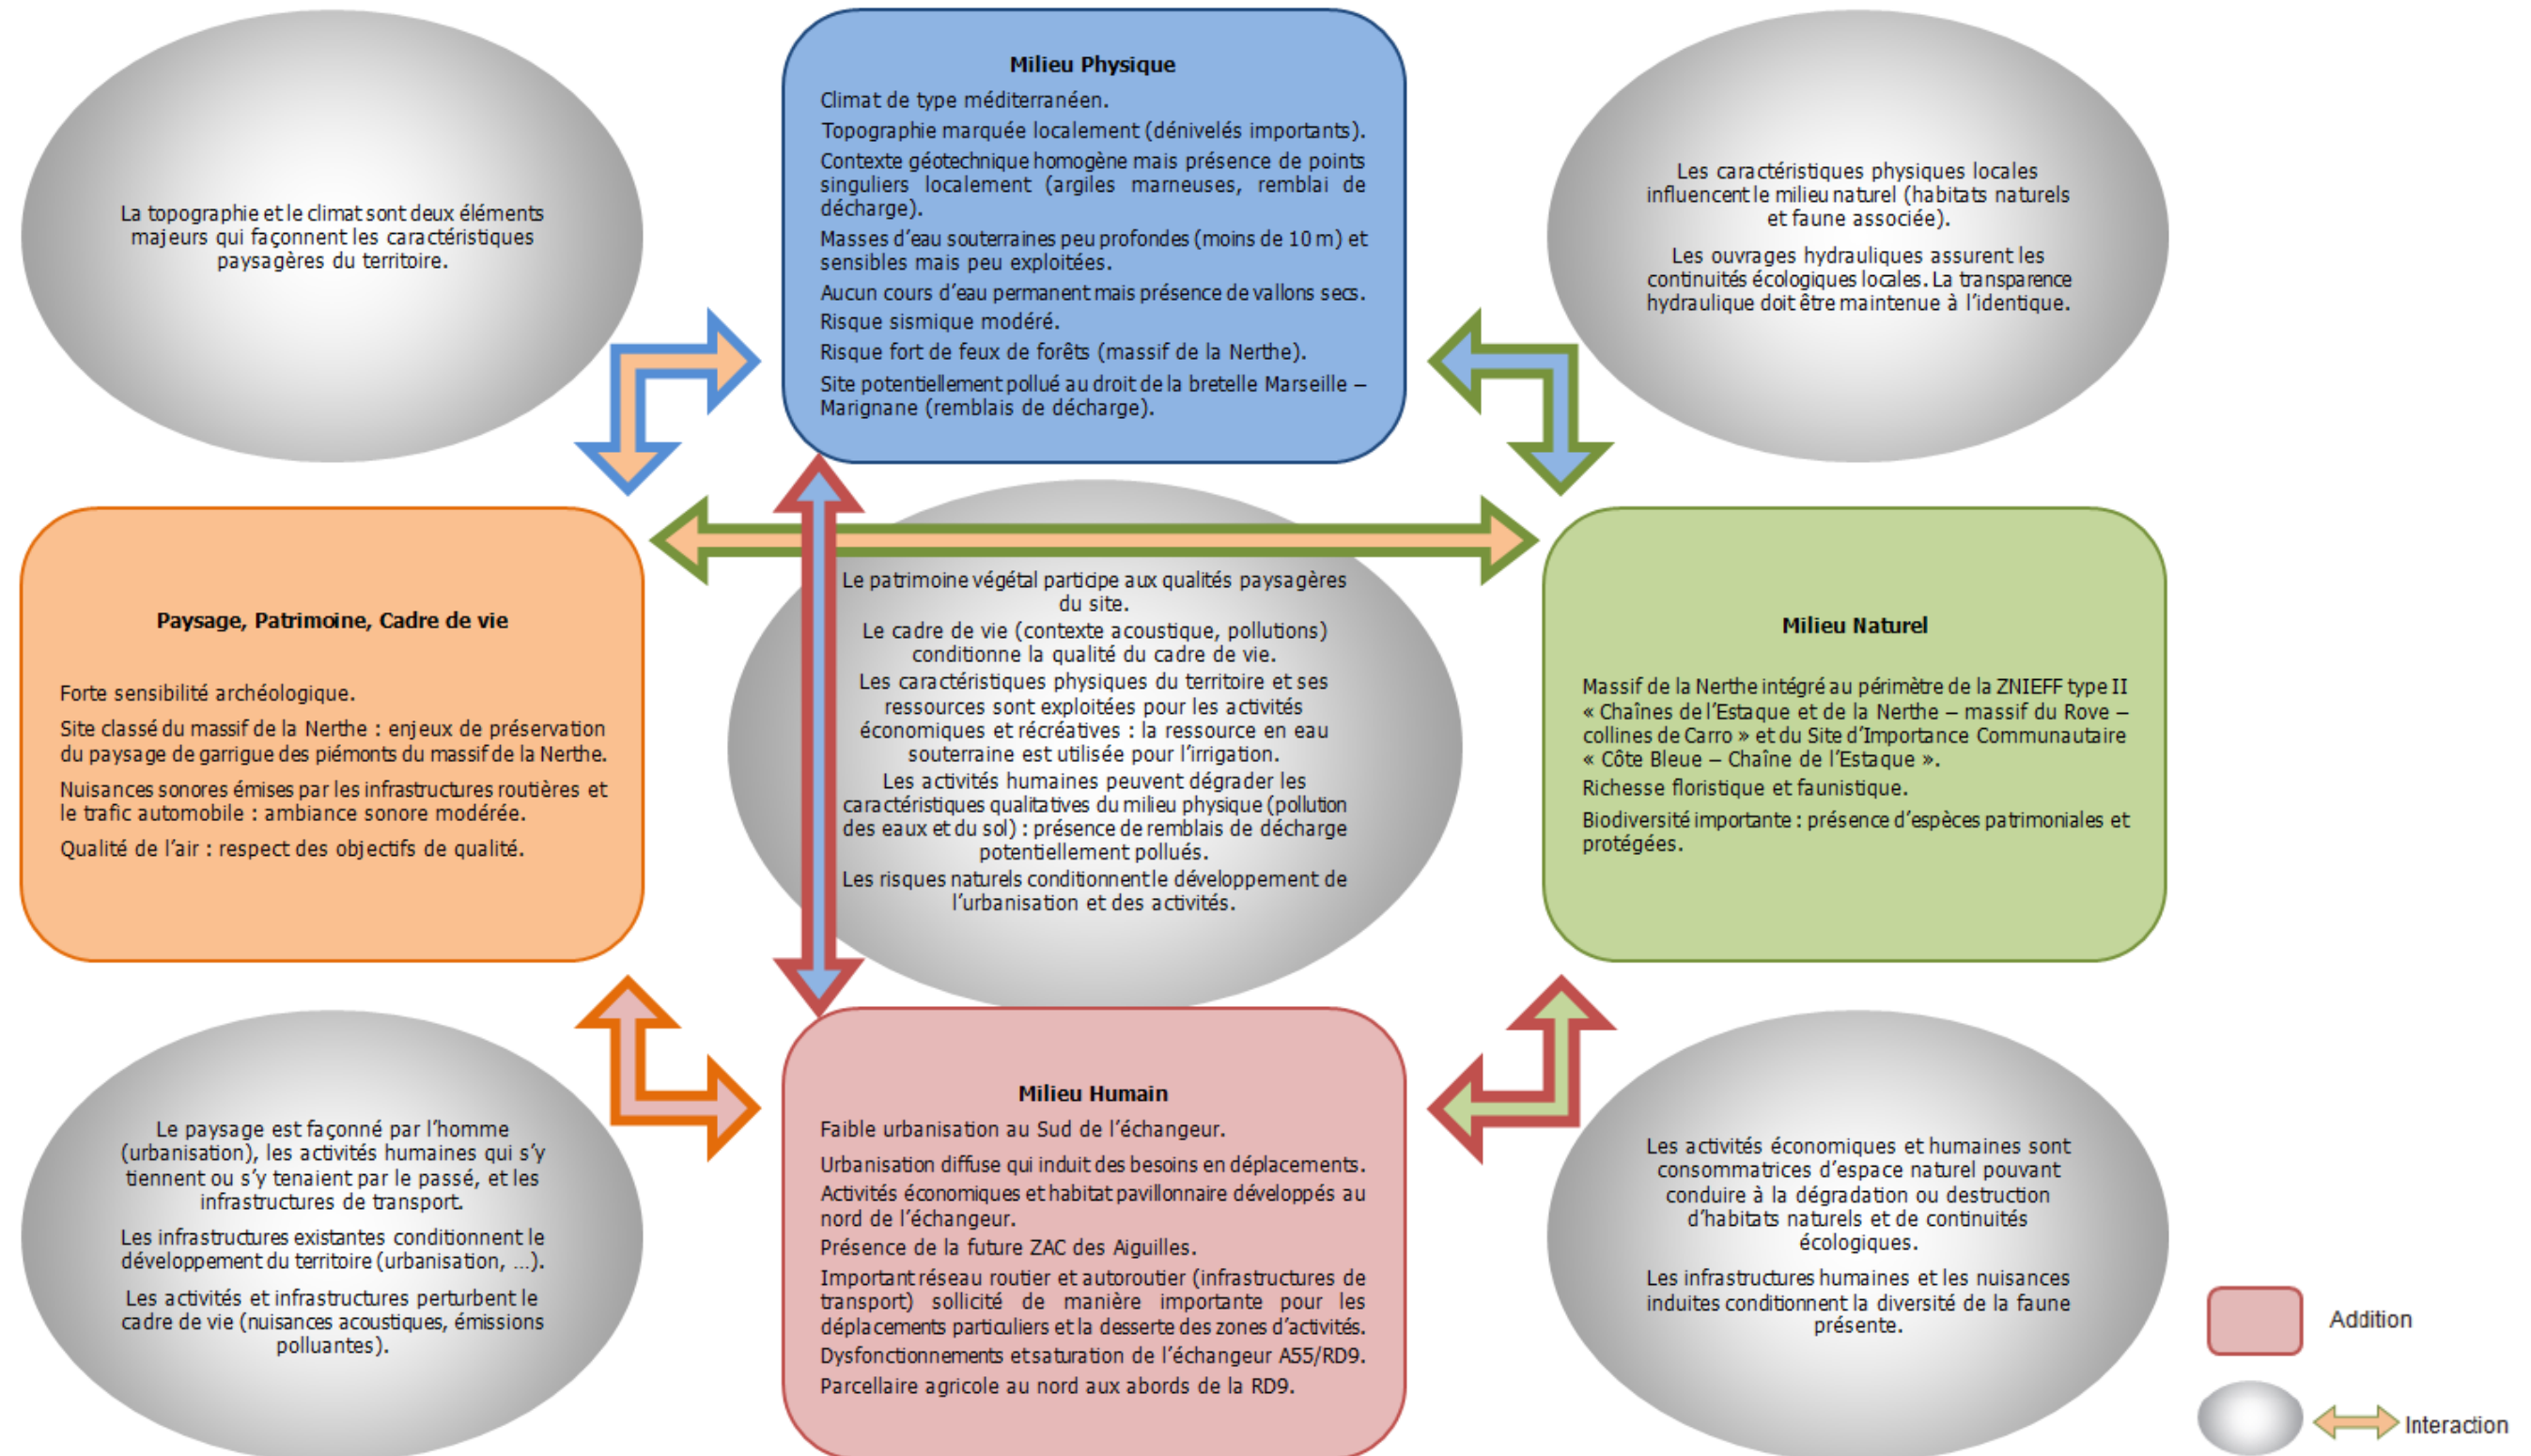 La topographie et le climat sont deux éléments
majeurs qui façonnent les caractéristiques
paysagères du territoire.
Milieu Physique
Climat de type méditerranéen.
Topographie marquée localement (dénivelés importants).
Contexte géotechnique homogène mais présence de points
singuliers localement (argiles marneuses, remblai de
décharge).
Masses d’eau souterraines peu profondes (moins de 10 m) et
sensibles mais peu exploitées.
Aucun cours d’eau permanent mais présence de vallons secs.
Risque sismique modéré.
Risque fort de feux de forêts (massif de la Nerthe).
Site potentiellement pollué au droit de la bretelle Marseille –
Marignane (remblais de décharge).
Les caractéristiques physiques locales
influencent le milieu naturel (habitats naturels
et faune associée).
Les ouvrages hydrauliques assurent les
continuités écologiques locales. La transparence
hydraulique doit être maintenue à l’identique.
Paysage, Patrimoine, Cadre de vie
Forte sensibilité archéologique.
Site classé du massif de la Nerthe : enjeux de préservation
du paysage de garrigue des piémonts du massif de la Nerthe.
Nuisances sonores émises par les infrastructures routières et
le trafic automobile : ambiance sonore modérée.
Qualité de l’air : respect des objectifs de qualité.
Le patrimoine végétal participe aux qualités paysagères
du site.
Le cadre de vie (contexte acoustique, pollutions)
conditionne la qualité du cadre de vie.
Les caractéristiques physiques du territoire et ses
ressources sont exploitées pour les activités
économiques et récréatives : la ressource en eau
souterraine est utilisée pour l’irrigation.
Les activités humaines peuvent dégrader les
caractéristiques qualitatives du milieu physique (pollution
des eaux et du sol) : présence de remblais de décharge
potentiellement pollués.
Les risques naturels conditionnent le développement de
l’urbanisation et des activités.
Milieu Naturel
Massif de la Nerthe intégré au périmètre de la ZNIEFF type II
« Chaînes de l’Estaque et de la Nerthe – massif du Rove –
collines de Carro » et du Site d’Importance Communautaire
« Côte Bleue – Chaîne de l’Estaque ».
Richesse floristique et faunistique.
Biodiversité importante : présence d’espèces patrimoniales et
protégées.
Le paysage est façonné par l’homme
(urbanisation), les activités humaines qui s’y
tiennent ou s’y tenaient par le passé, et les
infrastructures de transport.
Les infrastructures existantes conditionnent le
développement du territoire (urbanisation, …).
Les activités et infrastructures perturbent le
cadre de vie (nuisances acoustiques, émissions
polluantes).
Milieu Humain
Faible urbanisation au Sud de l’échangeur.
Urbanisation diffuse qui induit des besoins en déplacements.
Activités économiques et habitat pavillonnaire développés au
nord de l’échangeur.
Présence de la future ZAC des Aiguilles.
Important réseau routier et autoroutier (infrastructures de
transport) sollicité de manière importante pour les
déplacements particuliers et la desserte des zones d’activités.
Dysfonctionnements et saturation de l’échangeur A55/RD9.
Parcellaire agricole au nord aux abords de la RD9.
Les activités économiques et humaines sont
consommatrices d’espace naturel pouvant
conduire à la dégradation ou destruction
d’habitats naturels et de continuités
écologiques.
Les infrastructures humaines et les nuisances
induites conditionnent la diversité de la faune
présente.
Addition
Interaction